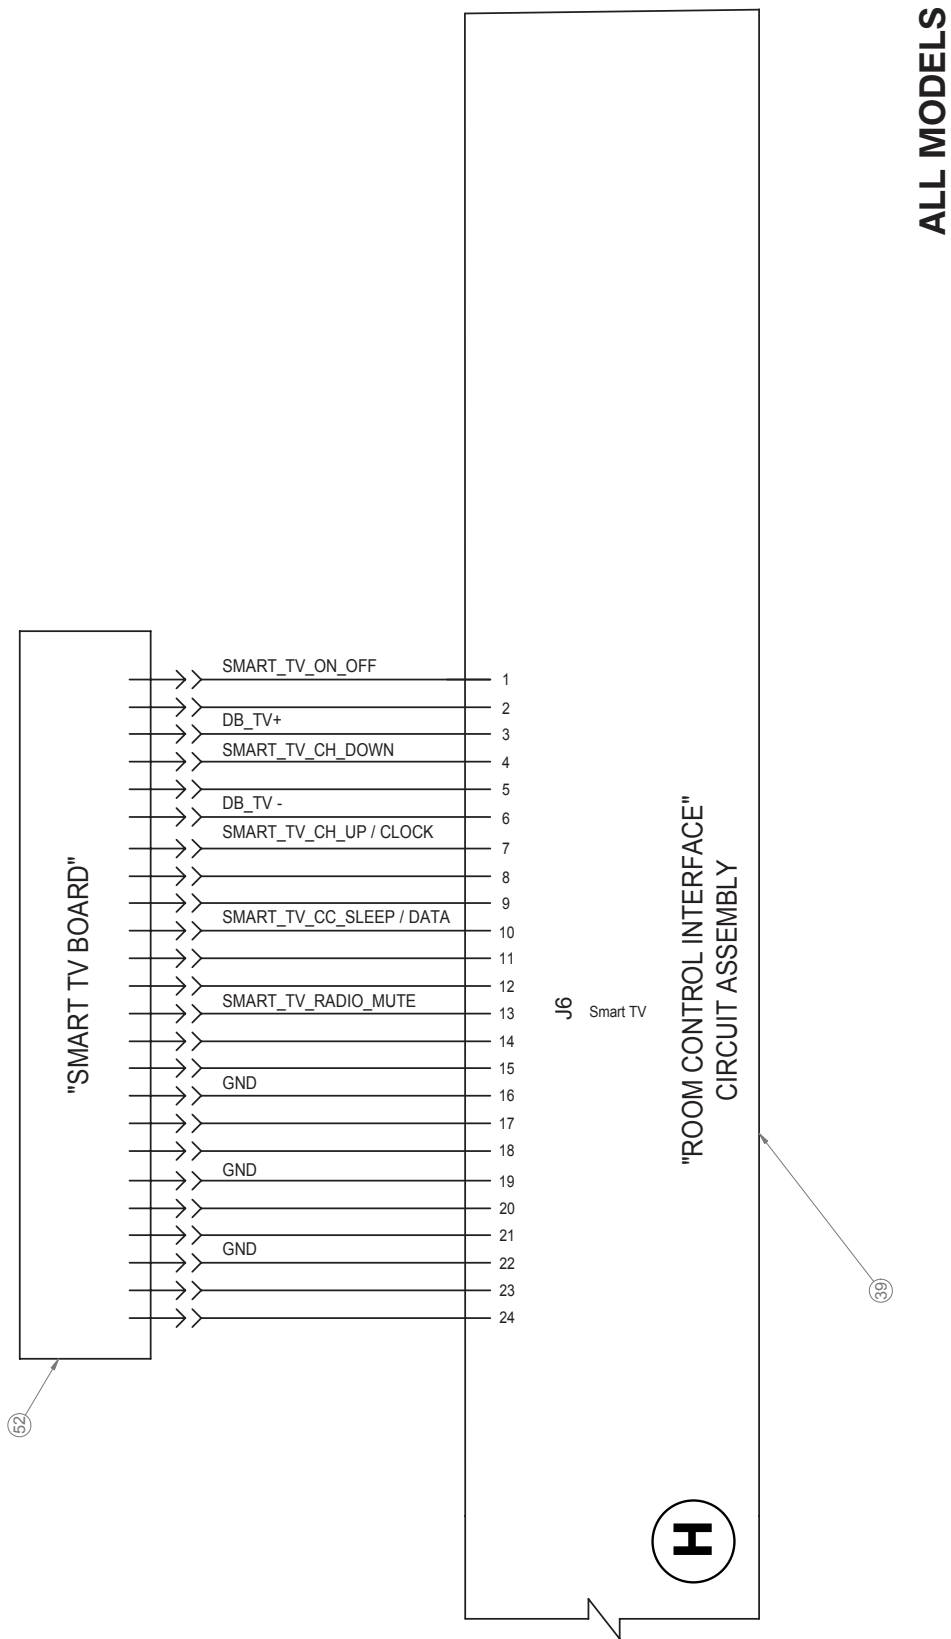 ALL MODELS
"SMART TV BOARD"
SMART_TV_ON_OFF
1
2
DB_TV+
3
SMART_TV_CH_DOWN
4
5
DB_TV -
6
SMART_TV_CH_UP / CLOCK
7
8
9
SMART_TV_CC_SLEEP / DATA
10
11
12
SMART_TV_RADIO_MUTE
13
14
15
GND
16
17
18
GND
19
20
21
GND
22
23
24
J6
Smart TV
"ROOM CONTROL INTERFACE"
CIRCUIT ASSEMBLY
39
52
H